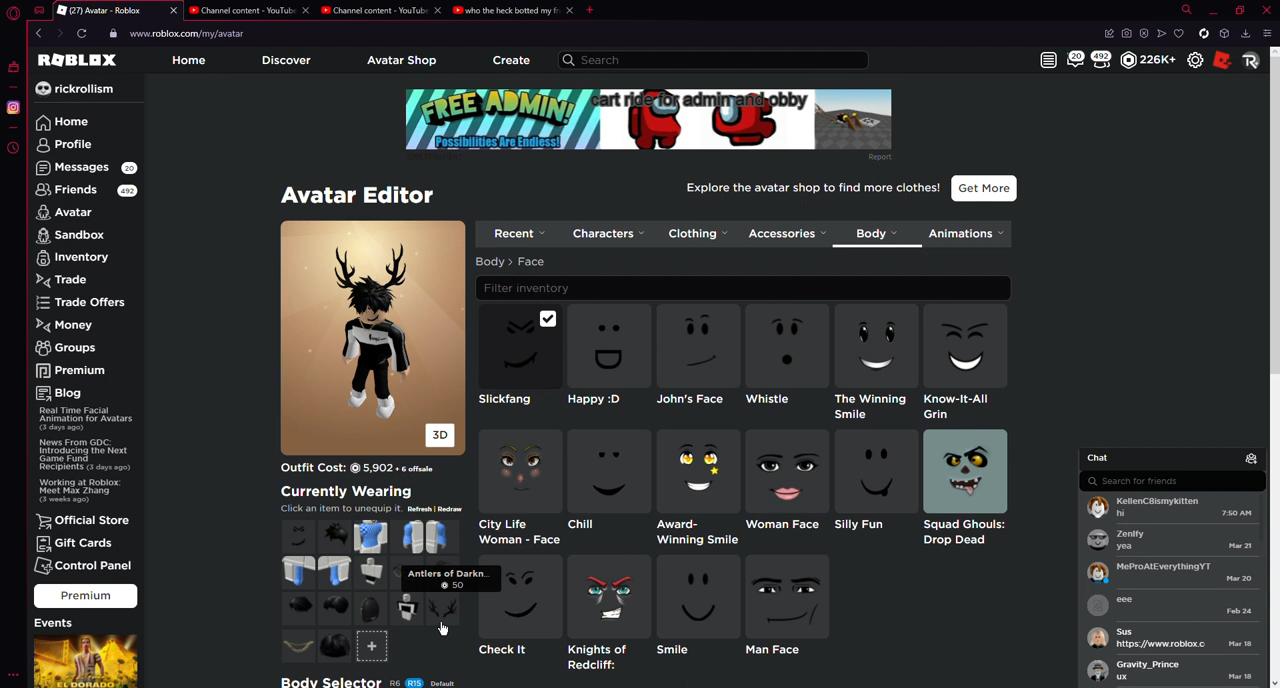 (27) Avatar - Roblox
Channel content - YouTube
Channel content - YouTube
who the heck botted my fr
www.roblox.com/my/avatar
ROBLOX
Home
Discover
Avatar Shop
Create
Search
20
492
226K+
rickrollism
Home
Profile
Messages 20
Friends 492
Avatar
Sandbox
Inventory
Trade
Trade Offers
Money
Groups
Premium
Blog
Real Time Facial
Animation for Avatars
(3 days ago)
News From GDC:
Introducing the Next
Game Fund
Recipients (3 days ago)
Working at Roblox:
Meet Max Zhang
(3 weeks ago)
Official Store
Gift Cards
Control Panel
Premium
Events
EL DORADO
FREE ADMIN!
Possibilities Are Endless!
cart ride for admin and obby
Report
Avatar Editor
Explore the avatar shop to find more clothes!
Get More
3D
Outfit Cost: 5,902 + 6 offsale
Currently Wearing
Click an item to unequip it. Refresh | Redraw
Antlers of Darkn...
50
Body Selector R6 R15 Default
Recent
Characters
Clothing
Accessories
Body
Animations
Body > Face
Filter inventory
Slickfang
Happy :D
John's Face
Whistle
The Winning
Smile
Know-It-All
Grin
City Life
Woman - Face
Chill
Award-
Winning Smile
Woman Face
Silly Fun
Squad Ghouls:
Drop Dead
Check It
Knights of
Redcliff:
Smile
Man Face
Chat
Search for friends
KellenC8ismykitten
hi 7:50 AM
Zenlfy
yea Mar 21
MeProAtEverythingYT
Mar 20
eee
Feb 24
Sus
https://www.roblox.c Mar 18
Gravity_Prince
ux Mar 18